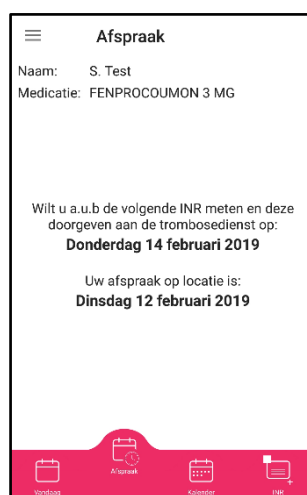 Afspraak
Naam: S. Test
Medicatie: FENPROCOUMON 3 MG
Wilt u a.u.b de volgende INR meten en deze
doorgeven aan de trombosedienst op:
Donderdag 14 februari 2019
Uw afspraak op locatie is:
Dinsdag 12 februari 2019
Vandaag
Afspraak
Kalender
INR